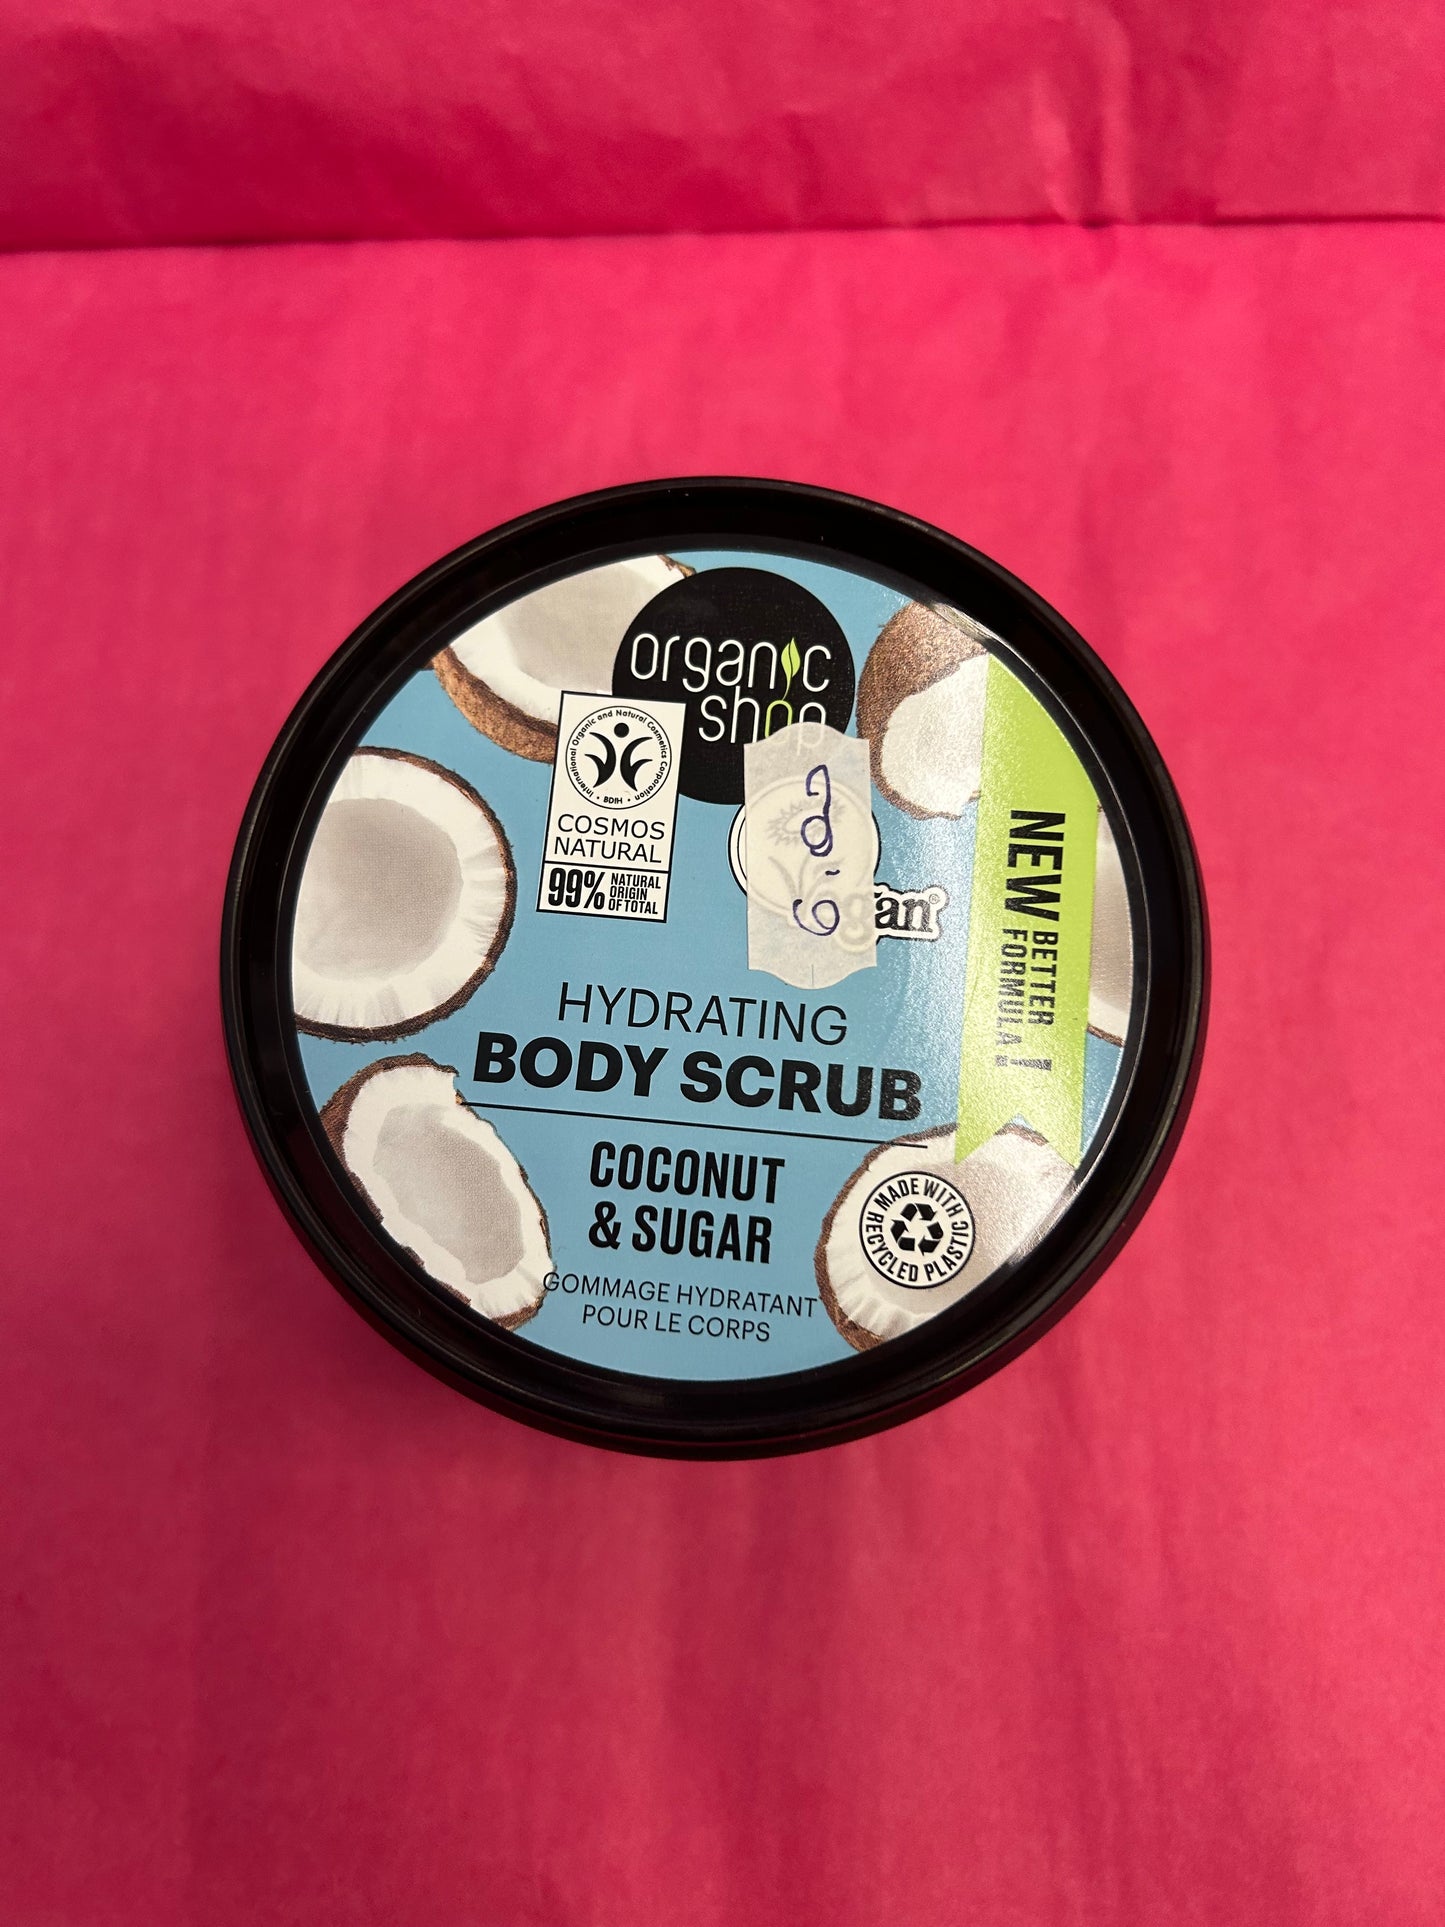 organic
shop
International Organic and Natural Cosmetics Corporation
• BDIH •
COSMOS
NATURAL
99% NATURAL
ORIGIN
OF TOTAL
NEW BETTER
FORMULA!
HYDRATING
BODY SCRUB
COCONUT
& SUGAR
GOMMAGE HYDRATANT
POUR LE CORPS
MADE WITH
RECYCLED PLASTIC